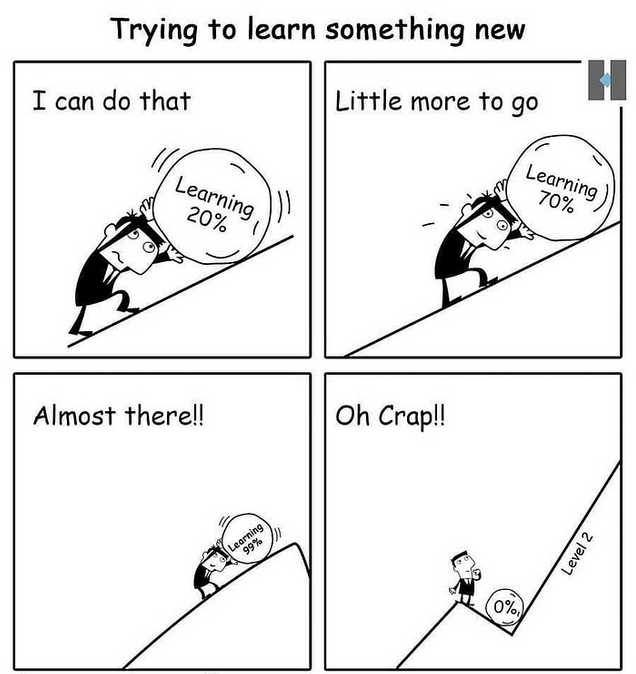 Trying to learn something new
I can do that
Learning
20%
Little more to go
Learning
70%
Almost there!!
Learning
99%
Oh Crap!!
0%
Level 2